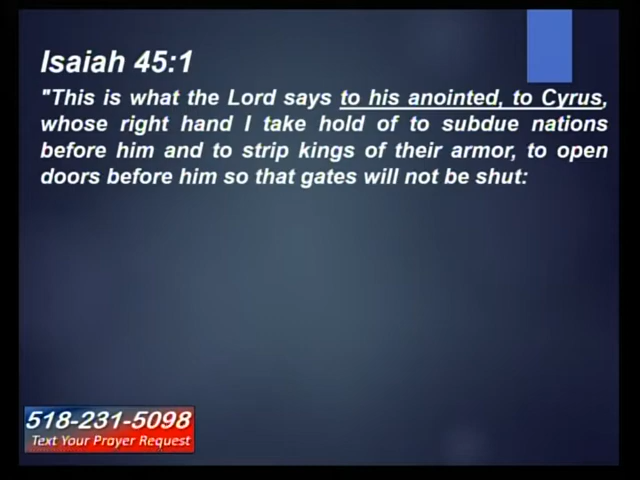 Isaiah 45:1
"This is what the Lord says to his anointed, to Cyrus,
whose right hand I take hold of to subdue nations
before him and to strip kings of their armor, to open
doors before him so that gates will not be shut:
518-231-5098
Text Your Prayer Request